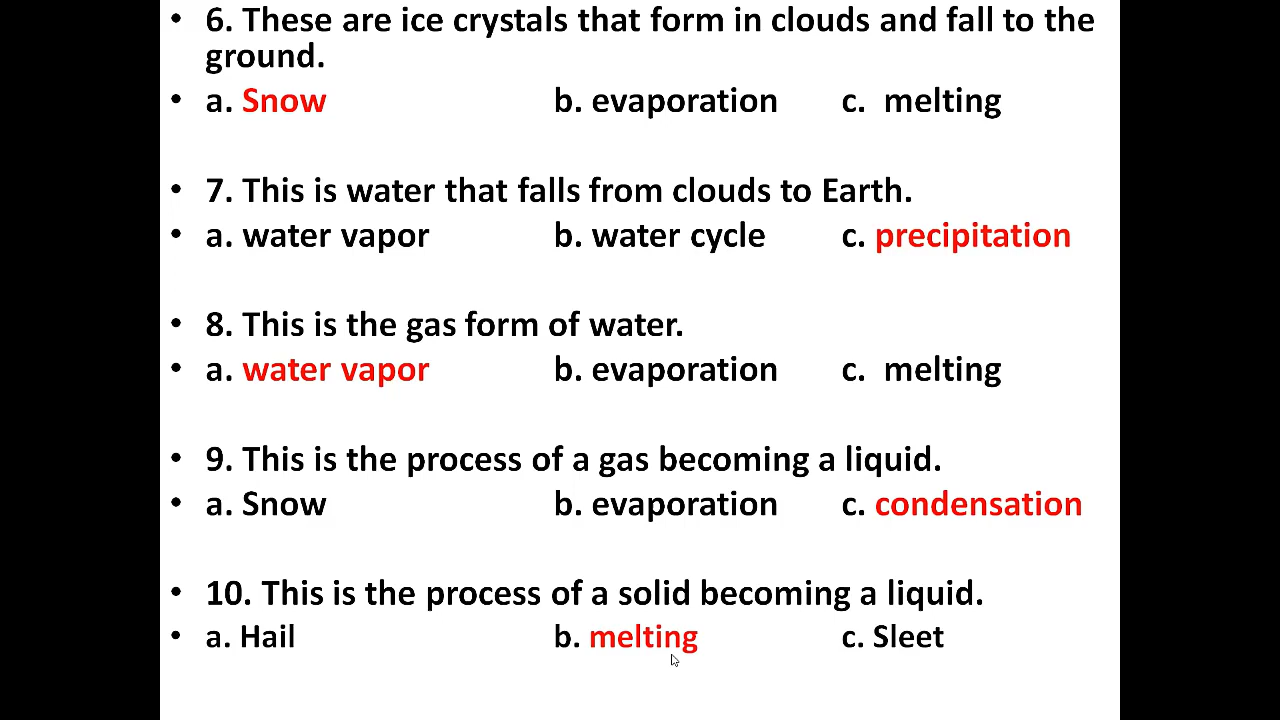 • 6. These are ice crystals that form in clouds and fall to the
ground.
• a. Snow b. evaporation c. melting
• 7. This is water that falls from clouds to Earth.
• a. water vapor b. water cycle c. precipitation
• 8. This is the gas form of water.
• a. water vapor b. evaporation c. melting
• 9. This is the process of a gas becoming a liquid.
• a. Snow b. evaporation c. condensation
• 10. This is the process of a solid becoming a liquid.
• a. Hail b. melting c. Sleet